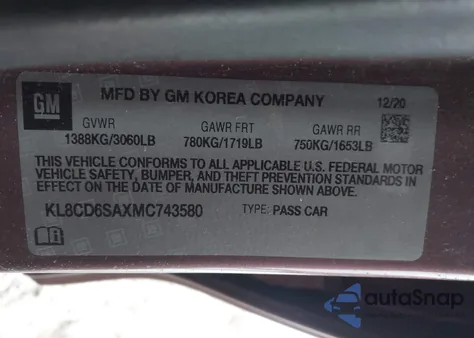 GM
MFD BY GM KOREA COMPANY
12/20
GVWR GAWR FRT GAWR RR
1388KG/3060LB 780KG/1719LB 750KG/1653LB
THIS VEHICLE CONFORMS TO ALL APPLICABLE U.S. FEDERAL MOTOR
VEHICLE SAFETY, BUMPER, AND THEFT PREVENTION STANDARDS IN
EFFECT ON THE DATE OF MANUFACTURE SHOWN ABOVE.
KL8CD6SAXMC743580 TYPE: PASS CAR
autoSnap